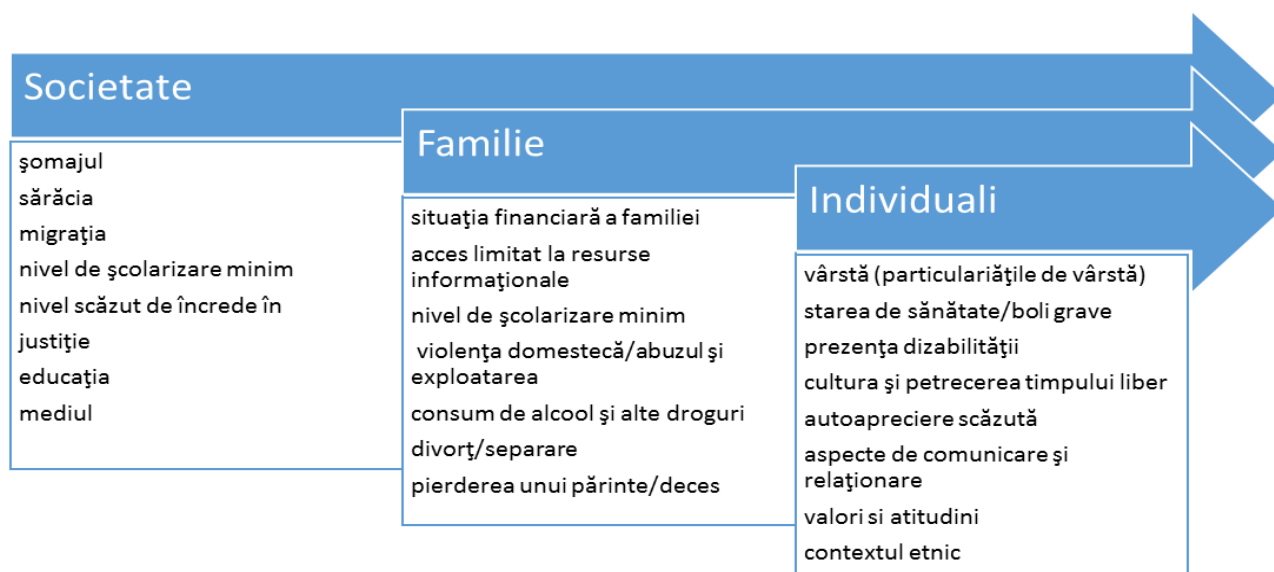 Societate
şomajul
sărăcia
migraţia
nivel de şcolarizare minim
nivel scăzut de încrede în
justiţie
educaţia
mediul
Familie
situaţia financiară a familiei
acces limitat la resurse
informaţionale
nivel de şcolarizare minim
violenţa domestecă/abuzul şi
exploatarea
consum de alcool şi alte droguri
divorţ/separare
pierderea unui părinte/deces
Individuali
vârstă (particulariăţile de vârstă)
starea de sănătate/boli grave
prezenţa dizabilităţii
cultura şi petrecerea timpului liber
autoapreciere scăzută
aspecte de comunicare şi
relaţionare
valori si atitudini
contextul etnic